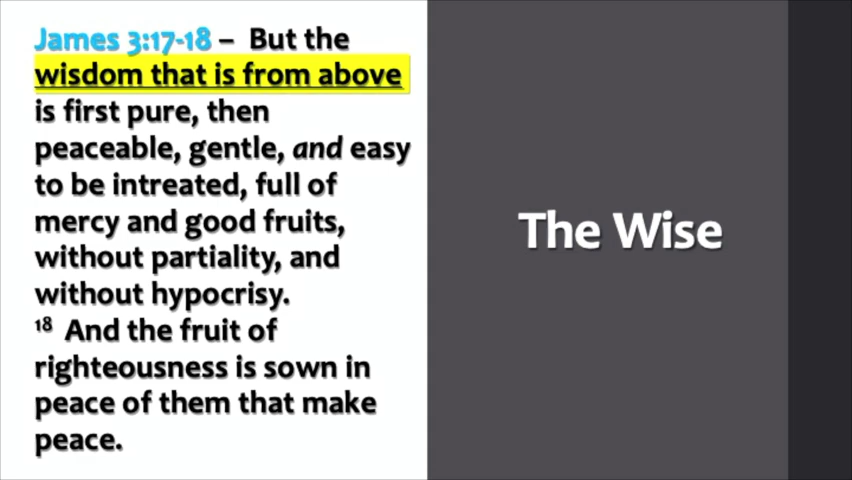 James 3:17-18 – But the
wisdom that is from above
is first pure, then
peaceable, gentle, and easy
to be intreated, full of
mercy and good fruits,
without partiality, and
without hypocrisy.
18 And the fruit of
righteousness is sown in
peace of them that make
peace.
The Wise